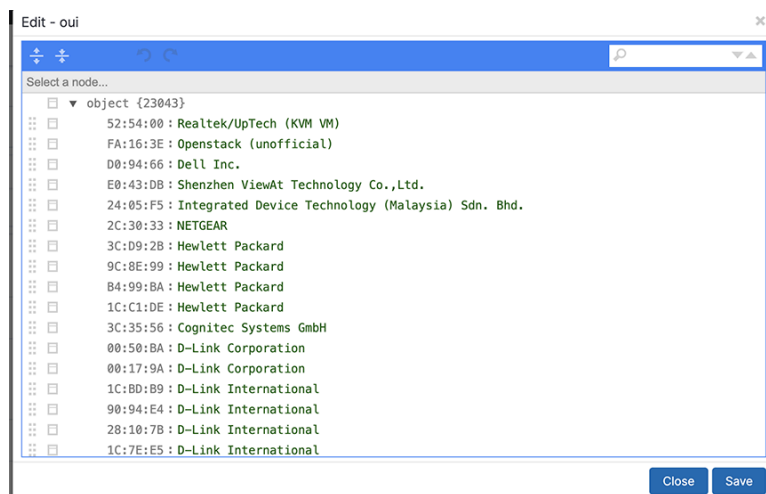 Edit - oui
Select a node...
object {23043}
52:54:00 : Realtek/UpTech (KVM VM)
FA:16:3E : Openstack (unofficial)
D0:94:66 : Dell Inc.
E0:43:DB : Shenzhen ViewAt Technology Co.,Ltd.
24:05:F5 : Integrated Device Technology (Malaysia) Sdn. Bhd.
2C:30:33 : NETGEAR
3C:D9:2B : Hewlett Packard
9C:8E:99 : Hewlett Packard
B4:99:BA : Hewlett Packard
1C:C1:DE : Hewlett Packard
3C:35:56 : Cognitec Systems GmbH
00:50:BA : D-Link Corporation
00:17:9A : D-Link Corporation
1C:BD:B9 : D-Link International
90:94:E4 : D-Link International
28:10:7B : D-Link International
1C:7E:E5 : D-Link International
Close Save